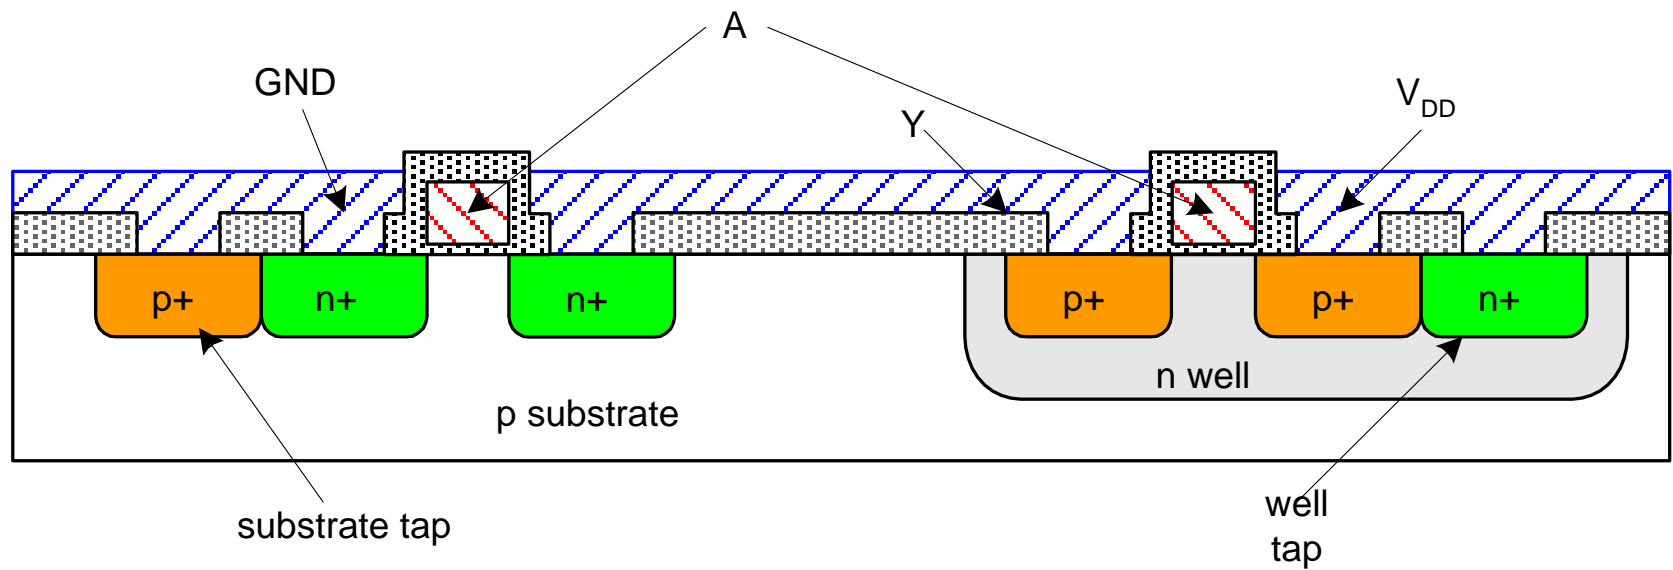 A
GND
Y
VDD
p+
n+
n+
p+
p+
n+
n well
p substrate
substrate tap
well
tap